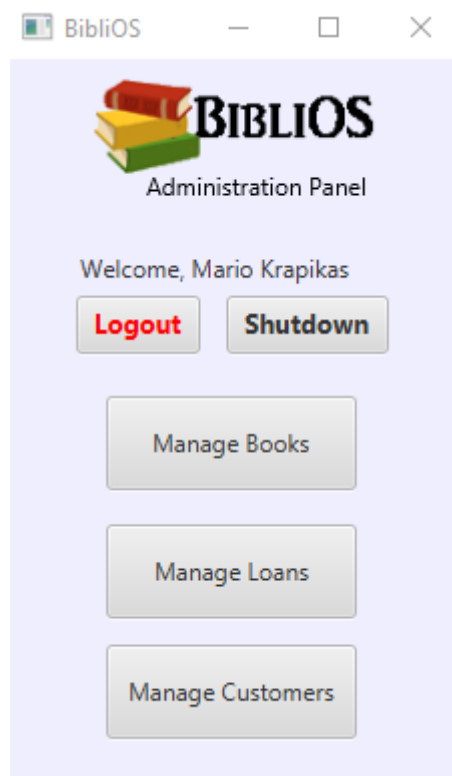 BibliOS
BIBLIOS
Administration Panel
Welcome, Mario Krapikas
Logout Shutdown
Manage Books
Manage Loans
Manage Customers